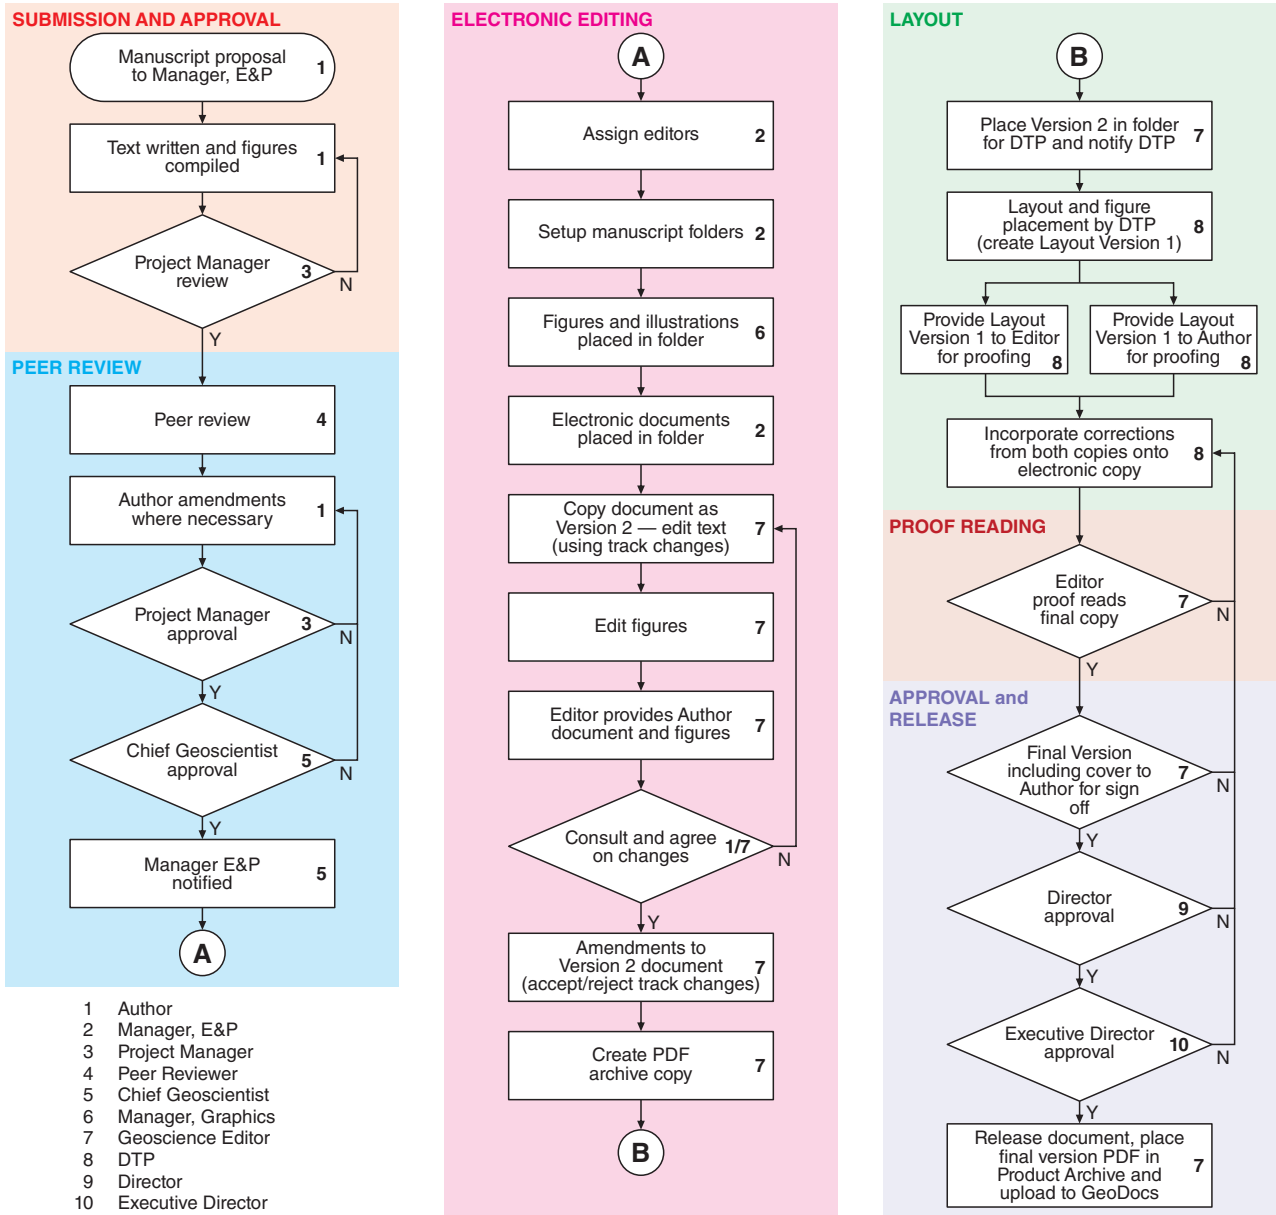 SUBMISSION AND APPROVAL
Manuscript proposal
to Manager, E&P
1
Text written and figures
compiled
1
Project Manager
review
3
N
Y
PEER REVIEW
Peer review
4
Author amendments
where necessary
1
Project Manager
approval
3
N
Y
Chief Geoscientist
approval
5
N
Y
Manager E&P
notified
5
A
1 Author
2 Manager, E&P
3 Project Manager
4 Peer Reviewer
5 Chief Geoscientist
6 Manager, Graphics
7 Geoscience Editor
8 DTP
9 Director
10 Executive Director
ELECTRONIC EDITING
A
Assign editors
2
Setup manuscript folders
2
Figures and illustrations
placed in folder
6
Electronic documents
placed in folder
2
Copy document as
Version 2 — edit text
(using track changes)
7
Edit figures
7
Editor provides Author
document and figures
7
Consult and agree
on changes
1/7
N
Y
Amendments to
Version 2 document
(accept/reject track changes)
7
Create PDF
archive copy
7
B
LAYOUT
B
Place Version 2 in folder
for DTP and notify DTP
7
Layout and figure
placement by DTP
(create Layout Version 1)
8
Provide Layout
Version 1 to Editor
for proofing
8
Provide Layout
Version 1 to Author
for proofing
8
Incorporate corrections
from both copies onto
electronic copy
8
PROOF READING
Editor
proof reads
final copy
7
N
Y
APPROVAL and
RELEASE
Final Version
including cover to
Author for sign
off
7
N
Y
Director
approval
9
N
Y
Executive Director
approval
10
N
Y
Release document, place
final version PDF in
Product Archive and
upload to GeoDocs
7